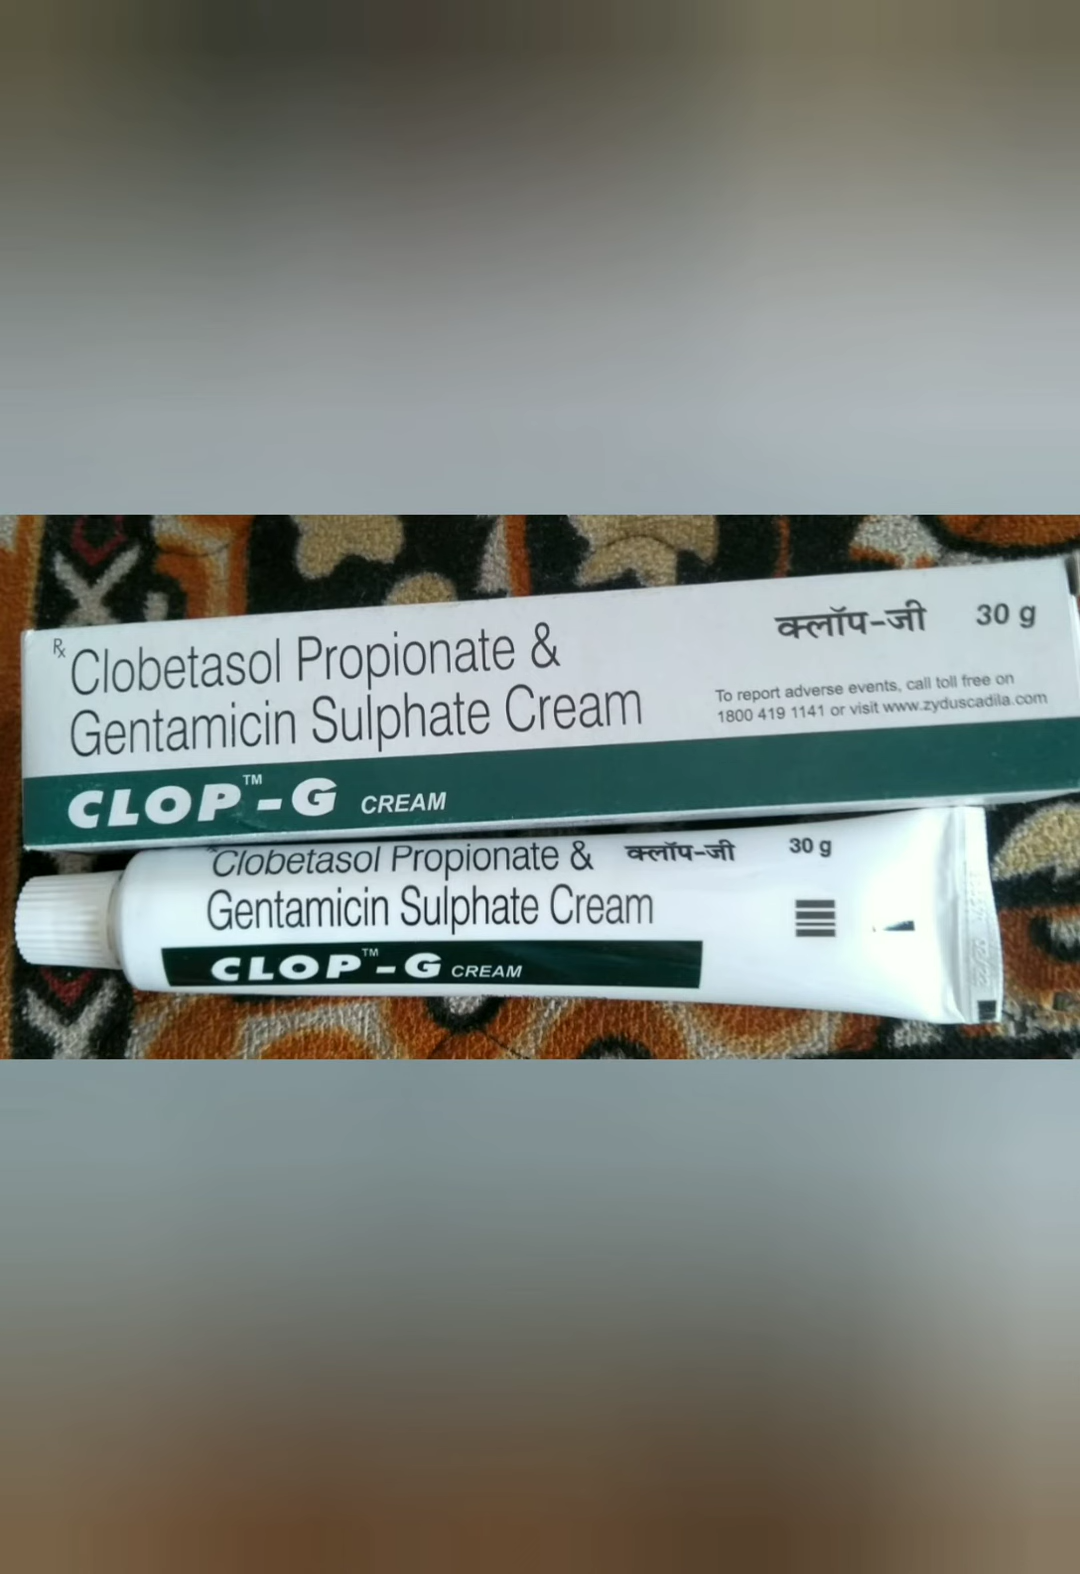 Rx Clobetasol Propionate &
Gentamicin Sulphate Cream
क्लॉप-जी 30 g
To report adverse events, call toll free on
1800 419 1141 or visit www.zyduscadila.com
CLOP™-G CREAM
Clobetasol Propionate & क्लॉप-जी 30 g
Gentamicin Sulphate Cream
CLOP™-G CREAM